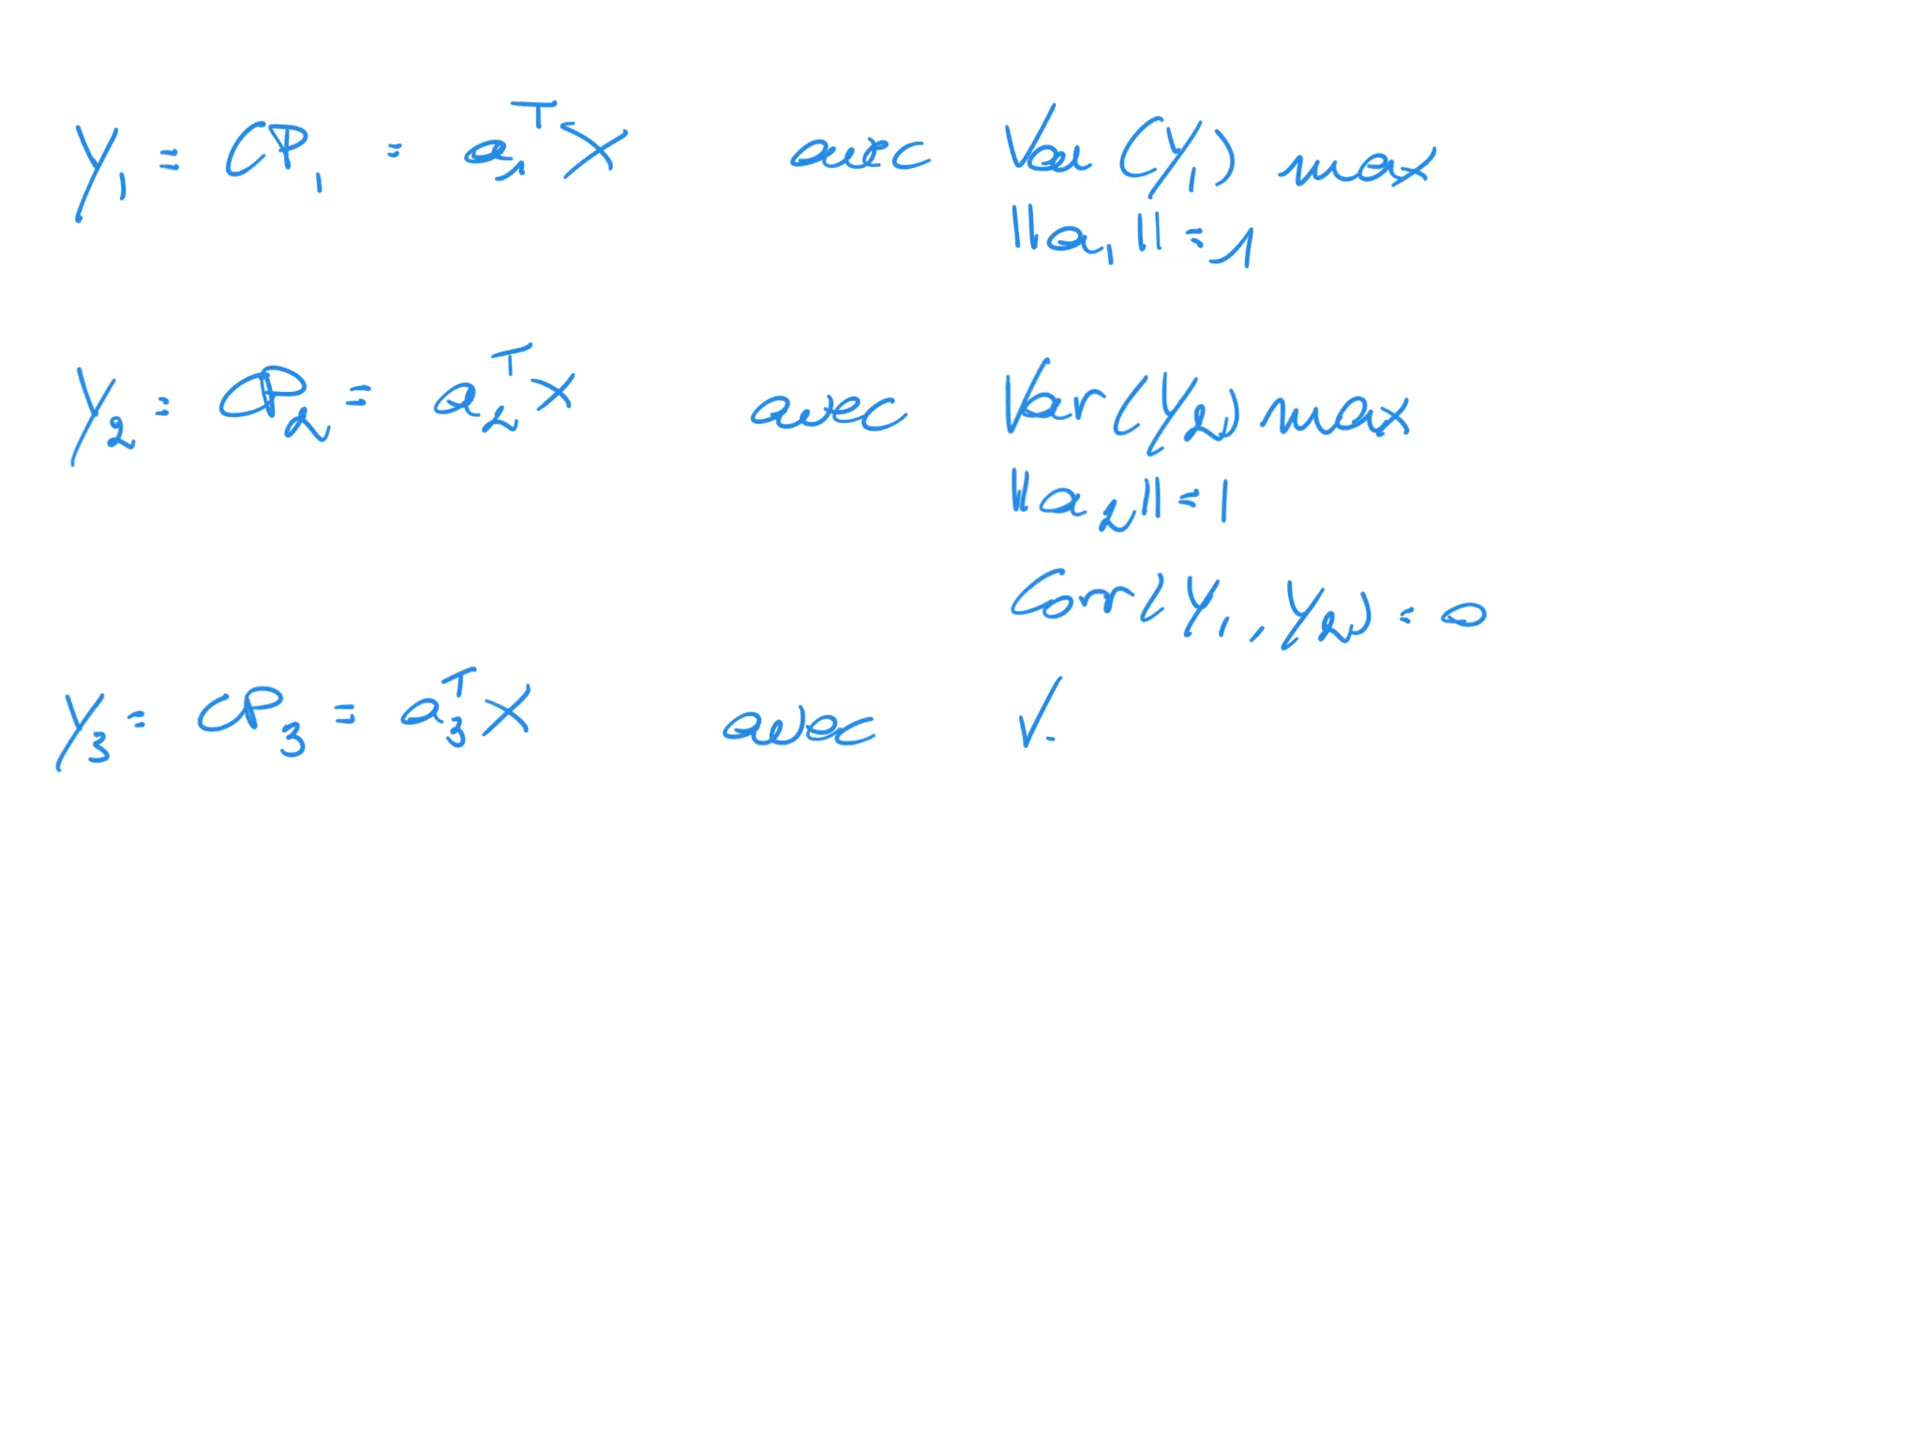 Y₁ = CP₁ = a₁ᵀX avec Var(Y₁) max
||a₁|| = 1
Y₂ = CP₂ = a₂ᵀX avec Var(Y₂) max
||a₂|| = 1
Corr(Y₁, Y₂) = 0
Y₃ = CP₃ = a₃ᵀX avec V